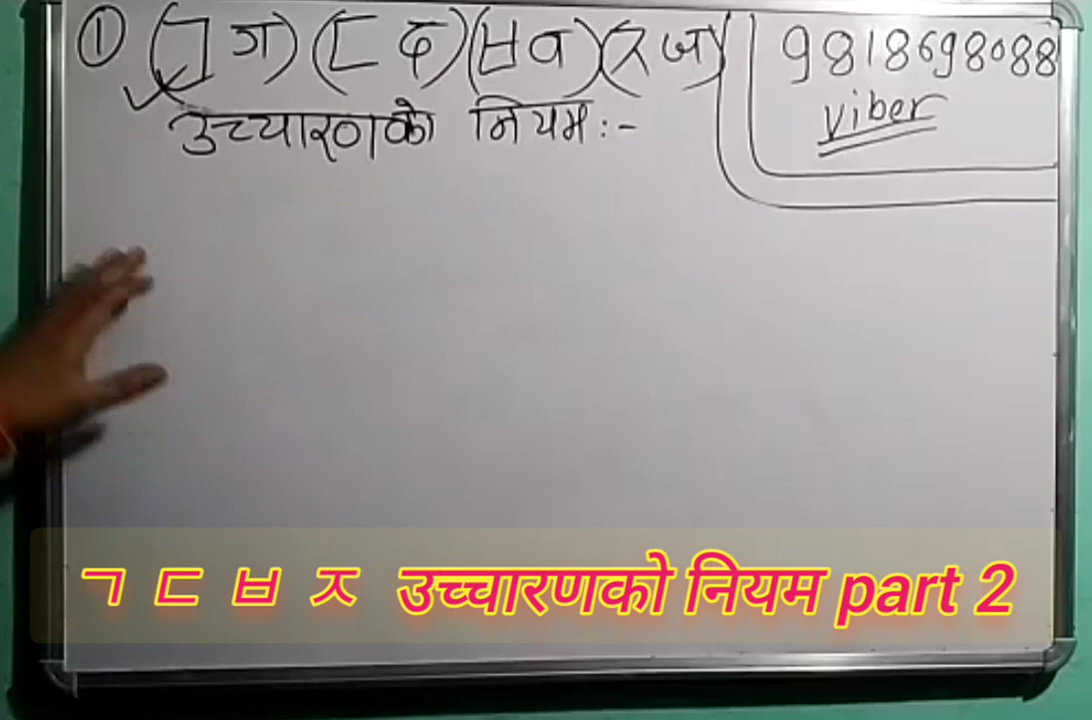 ① (ㄱ ग) (ㄷ द) (ㅂ व) (ㅈ ज)
उच्चारणको नियम :-
9818698088
viber
ㄱ ㄷ ㅂ ㅈ उच्चारणको नियम part 2